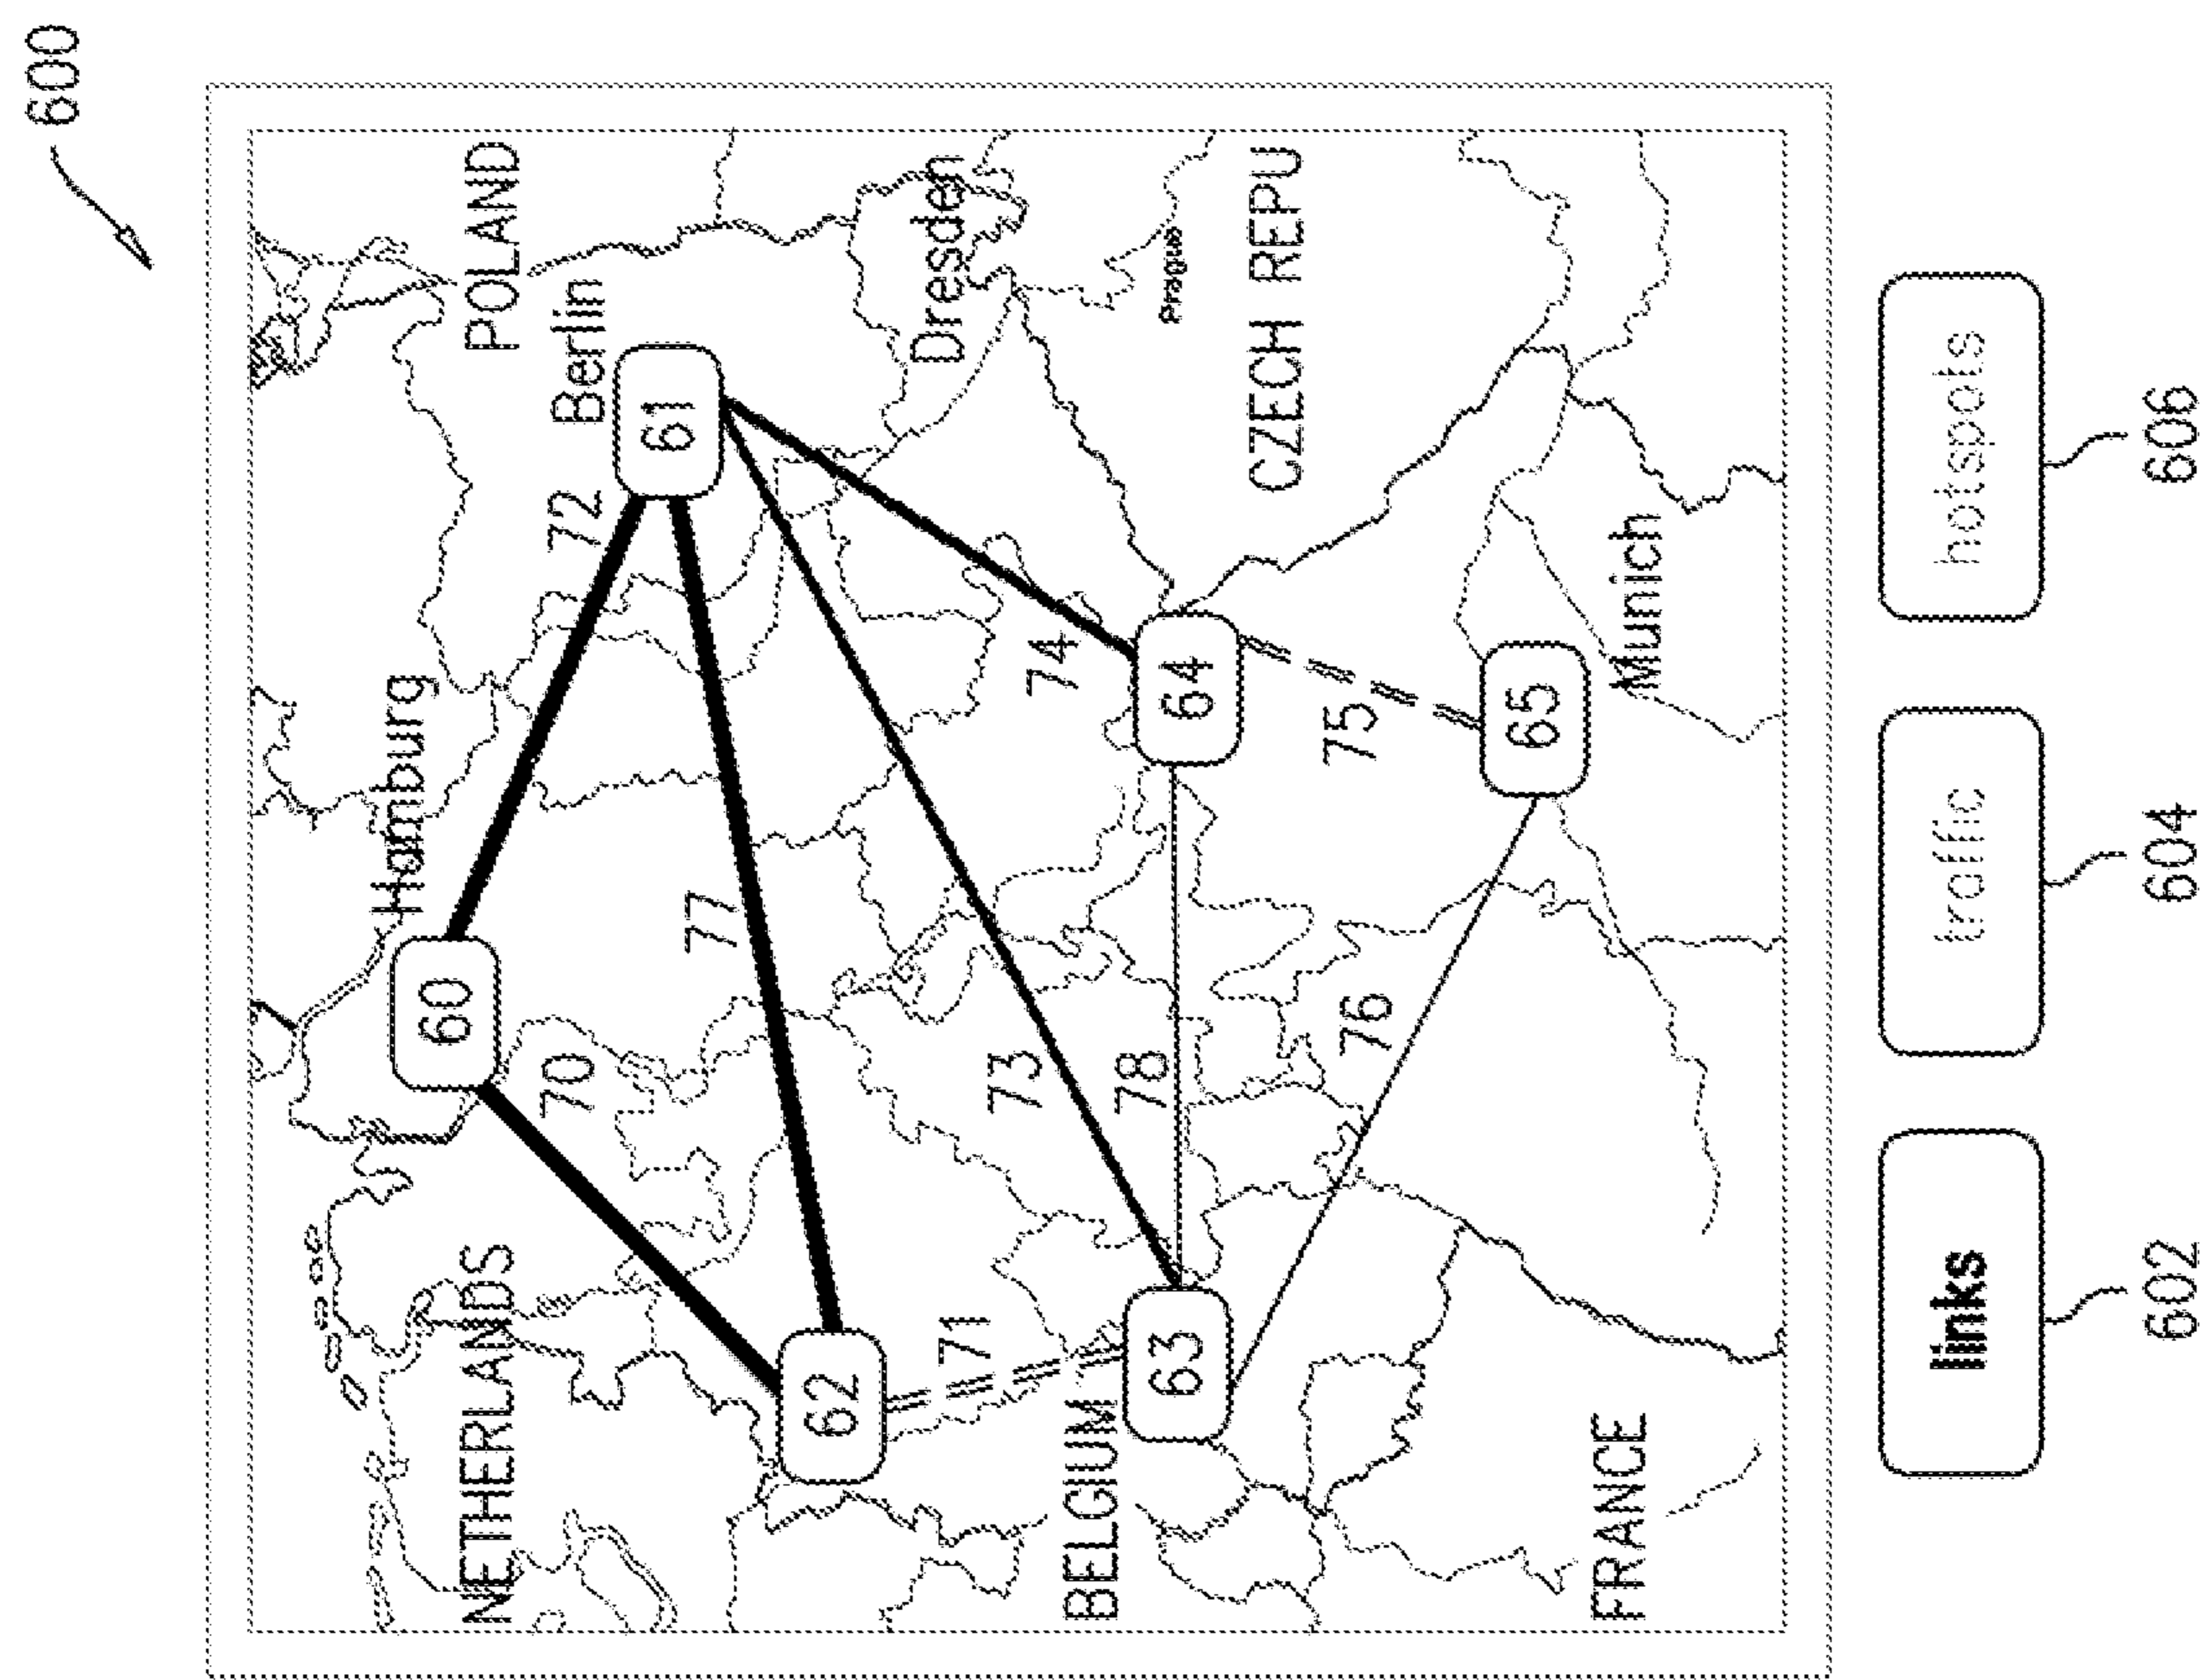 600
POLAND
Hamburg
Berlin
NETHERLANDS
60
72
61
70
77
62
Dresden
71
73
74
BELGIUM
63
78
64
Prague
CZECH REPU
76
75
65
FRANCE
Munich
links
traffic
hotspots
602
604
606